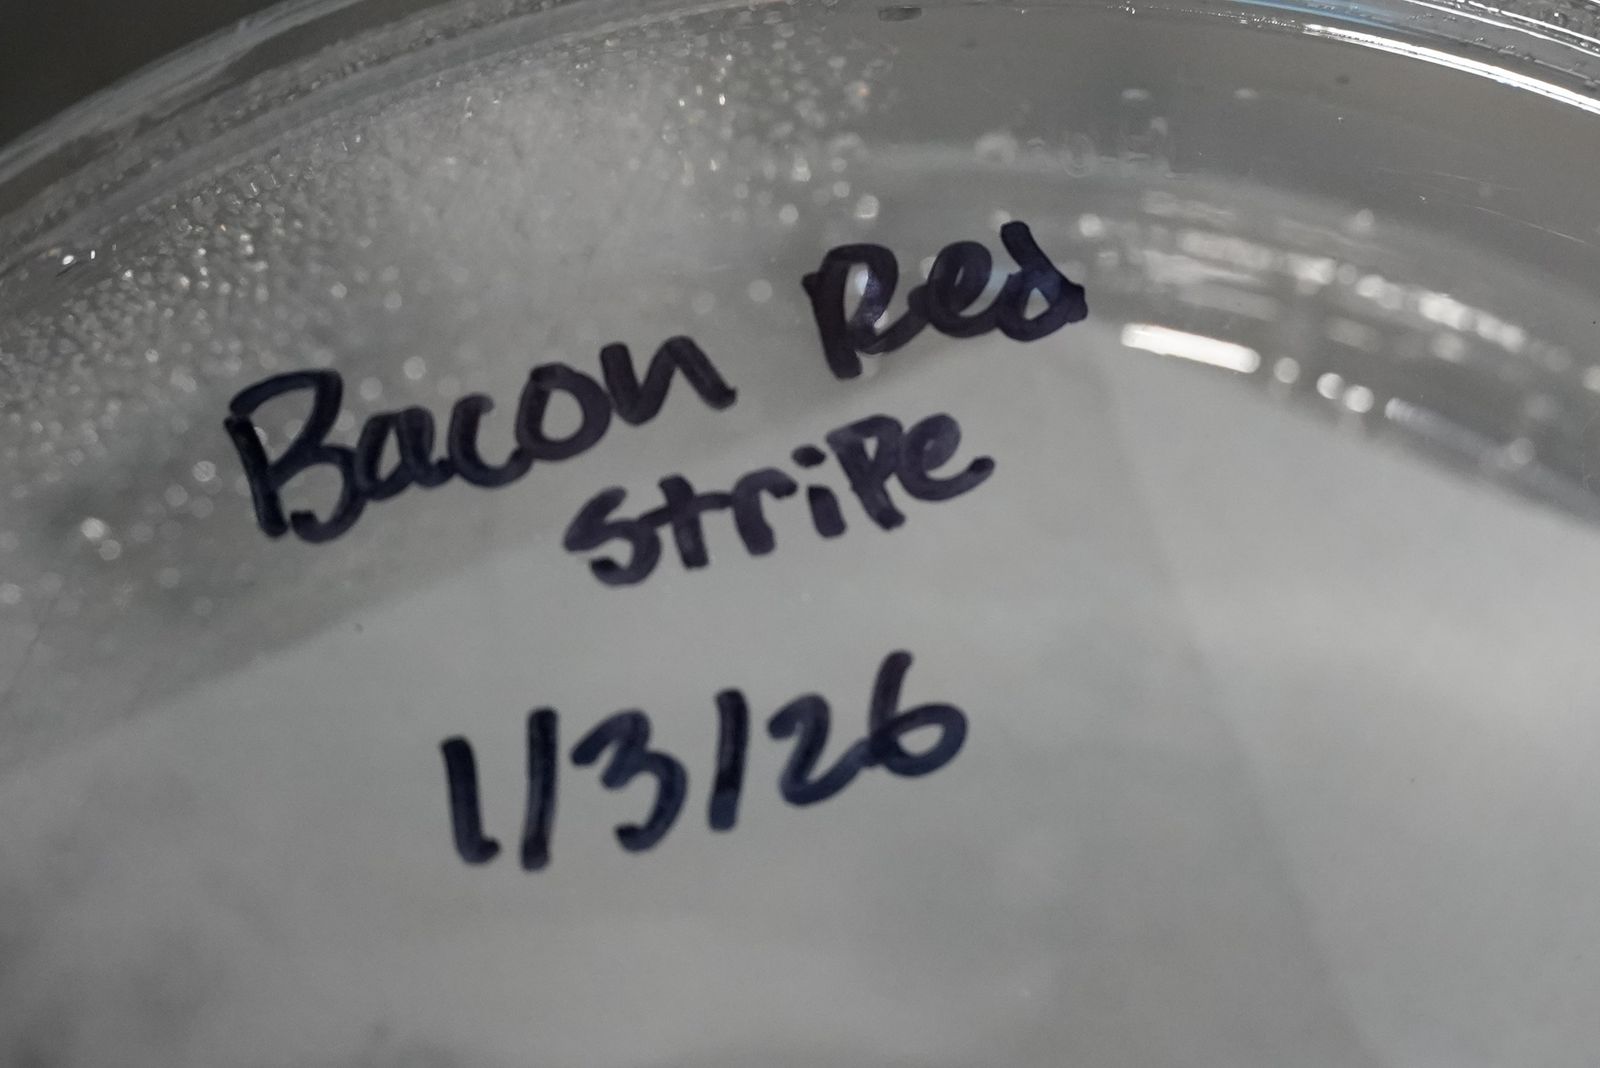 Bacon Red
stripe
1/3/26